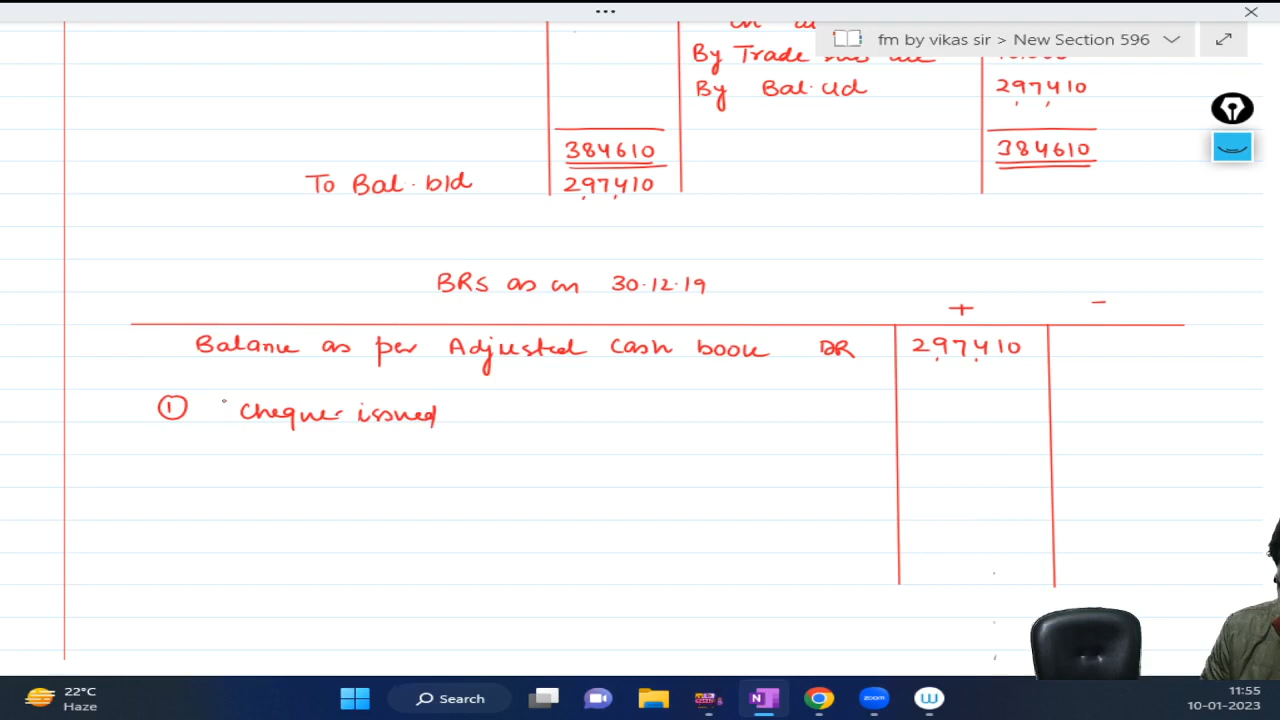 fm by vikas sir > New Section 596
By Trade
By Bal. c/d 297410
384610 384610
To Bal. b/d 297410
BRS as on 30.12.19
+ -
Balance as per Adjusted Cash book DR 297410
① Cheques issued
22°C
Haze
Search
zoom
W
11:55
10-01-2023